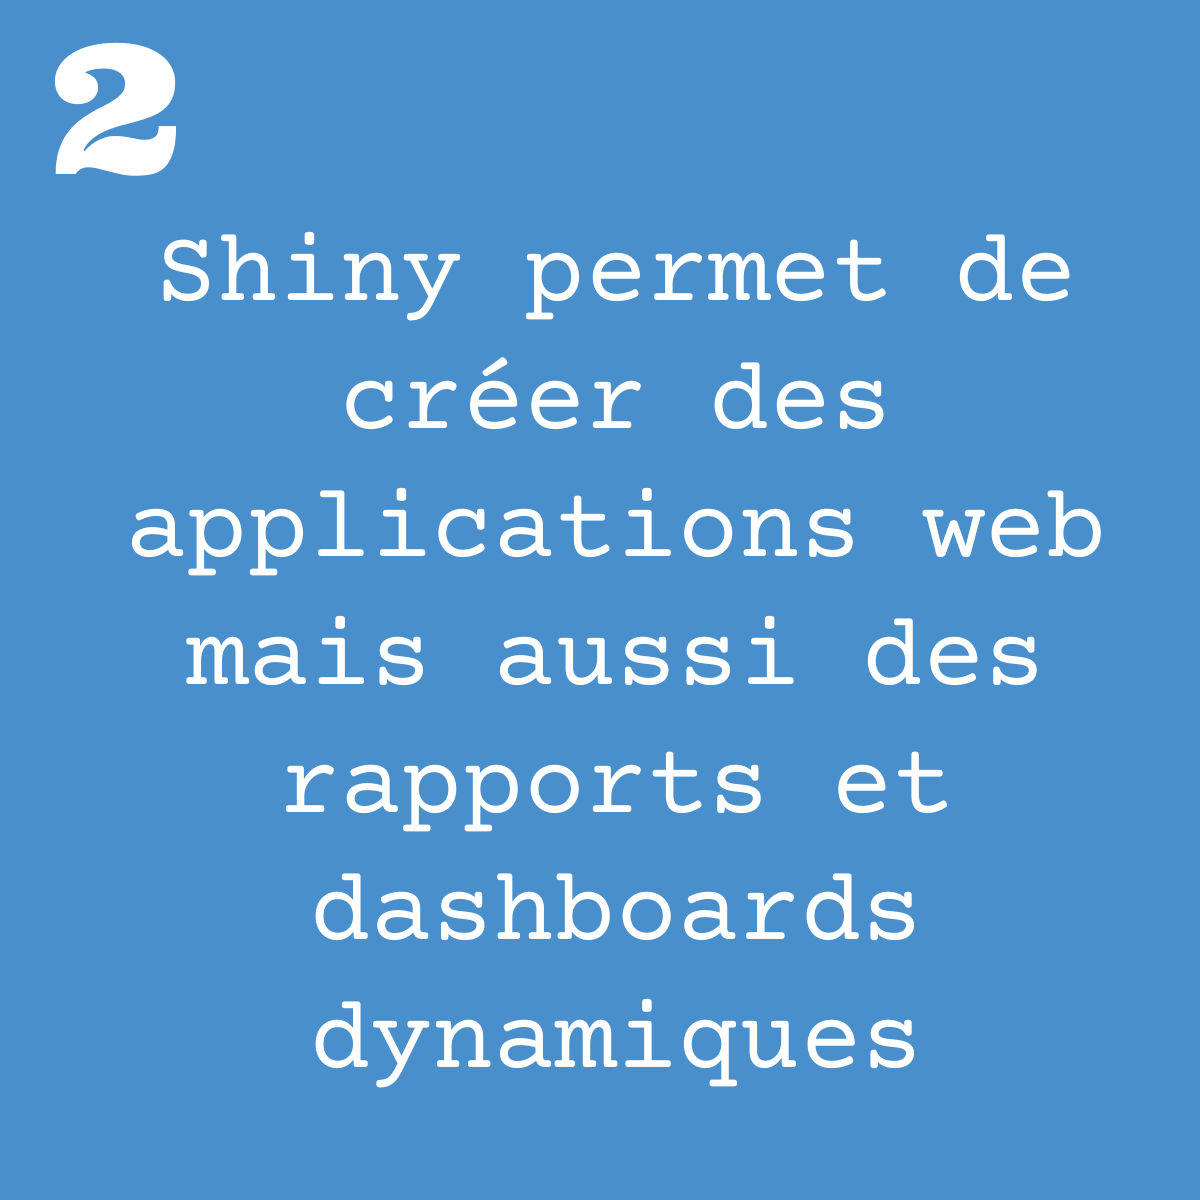 2
Shiny permet de
créer des
applications web
mais aussi des
rapports et
dashboards
dynamiques